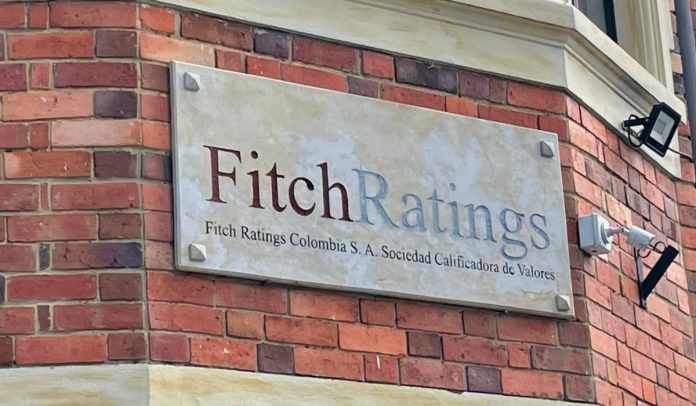 FitchRatings
Fitch Ratings Colombia S. A. Sociedad Calificadora de Valores